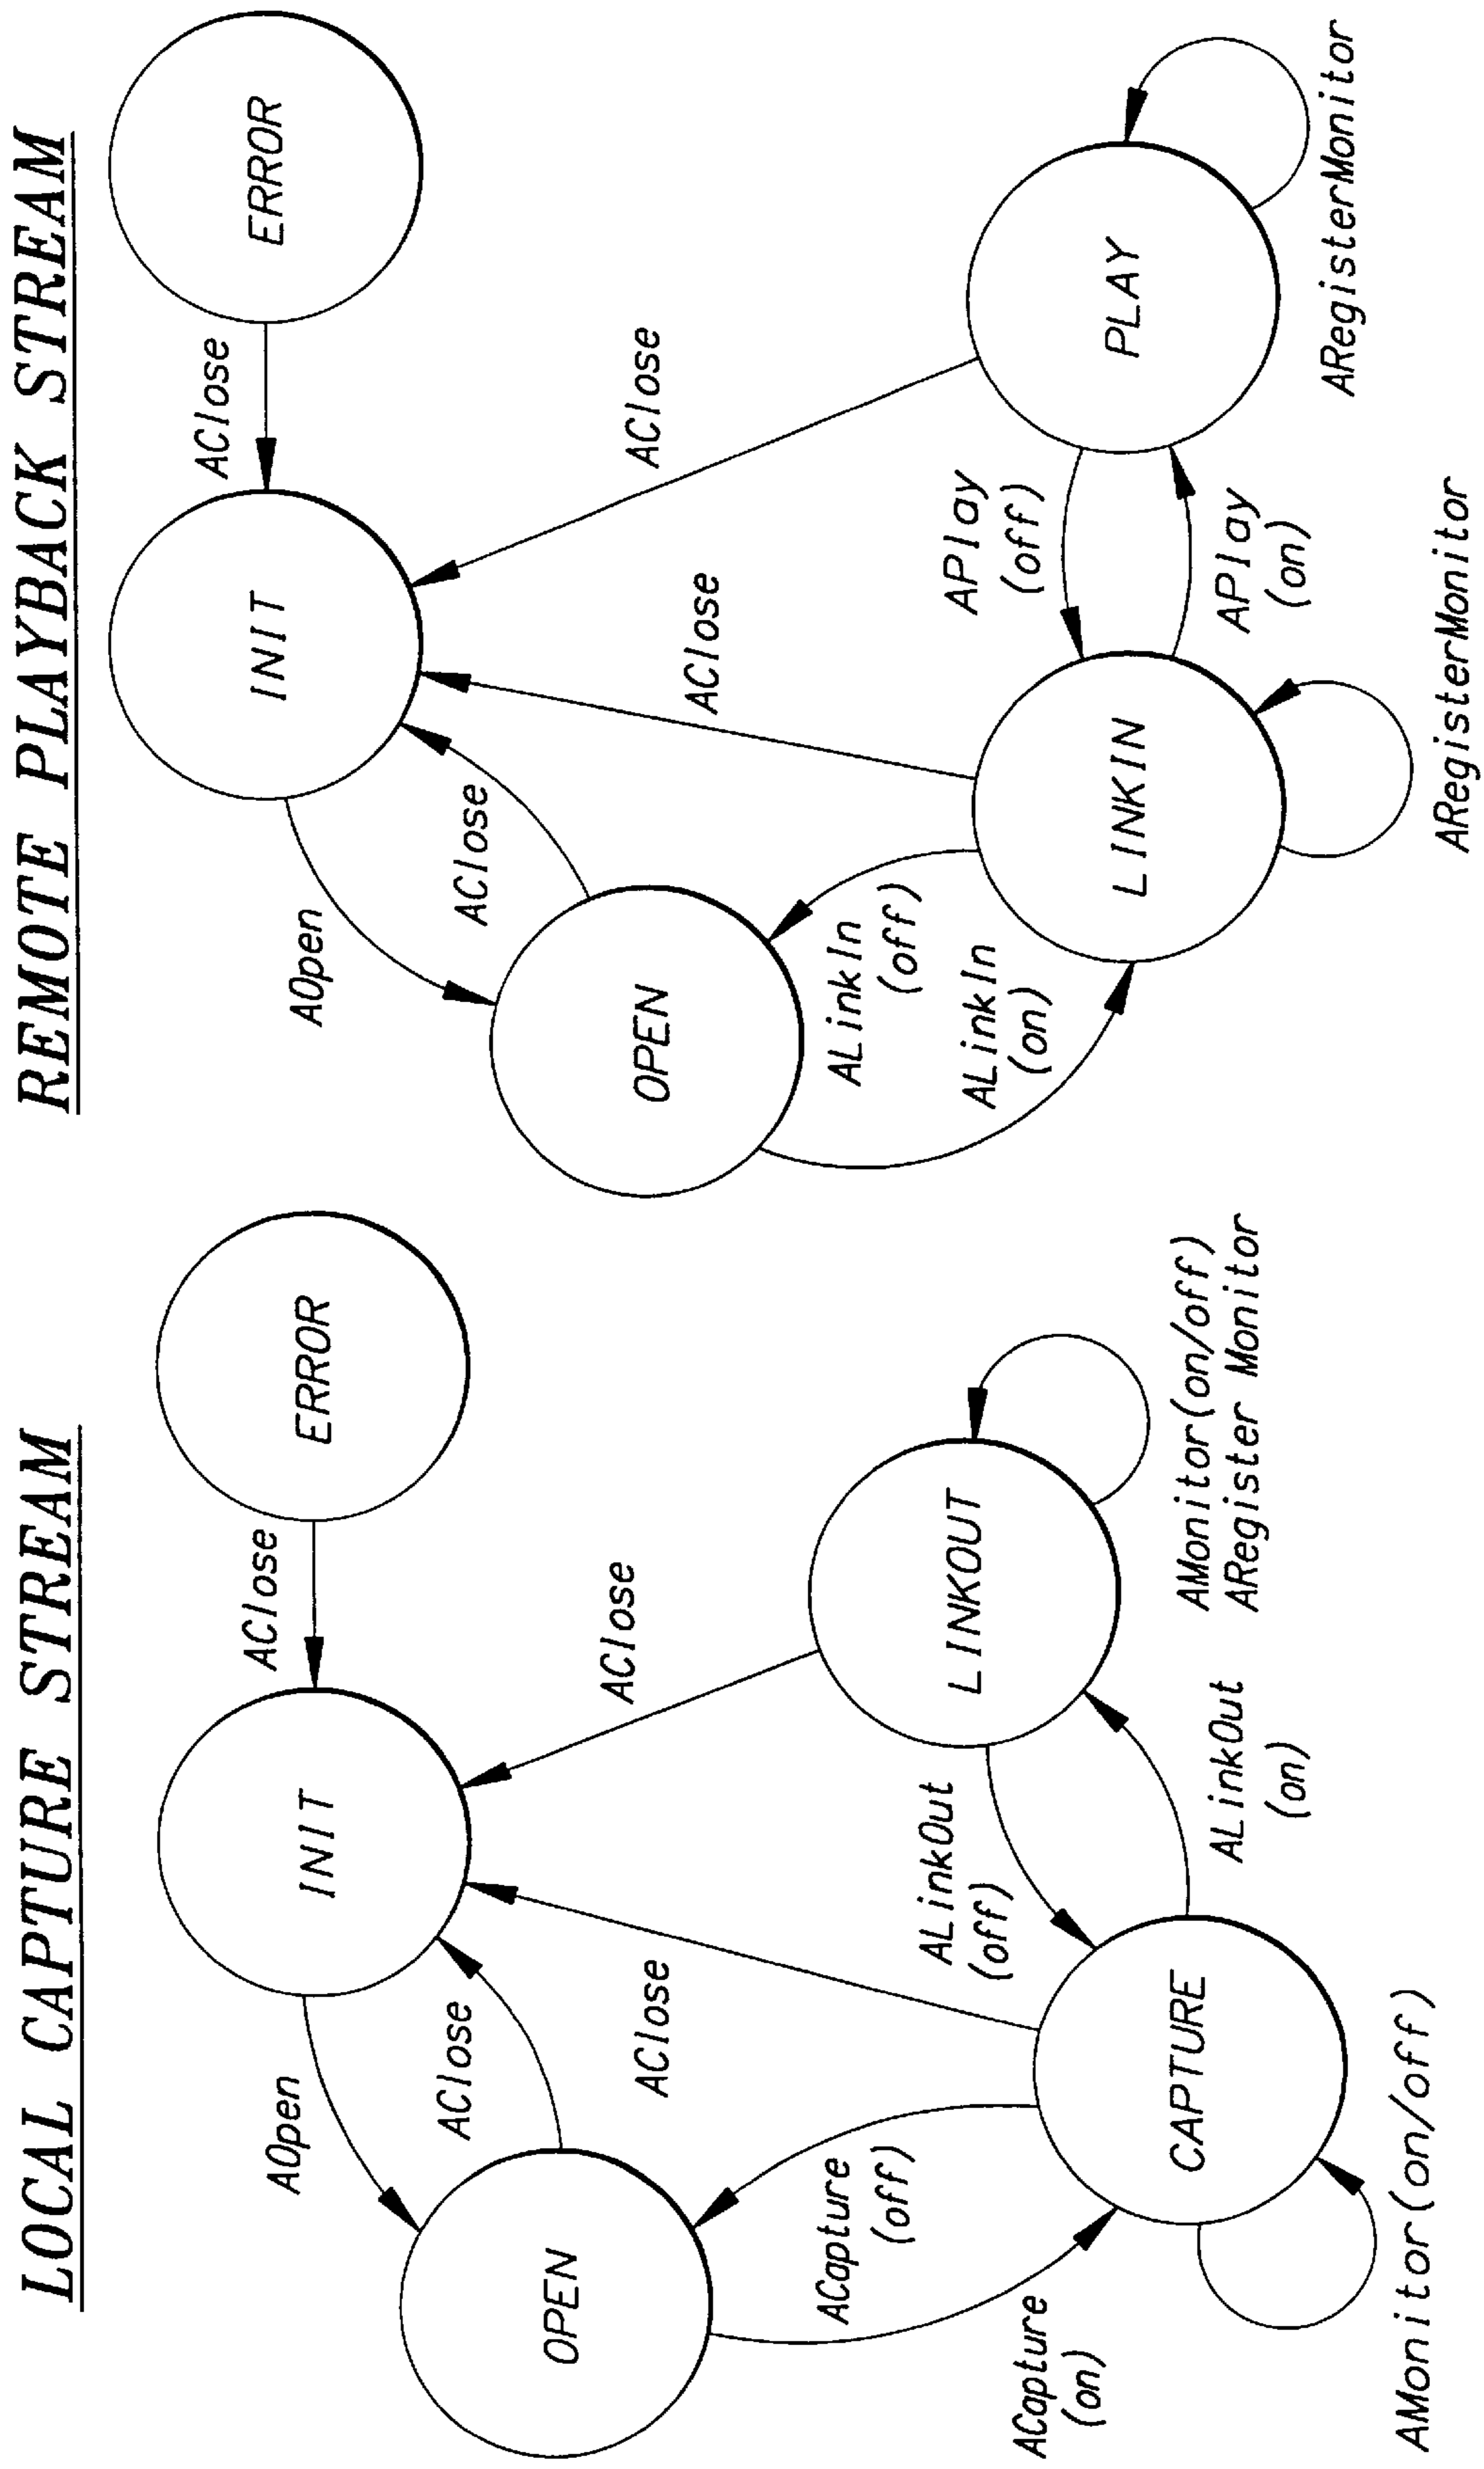 LOCAL CAPTURE STREAM
AOpen
INIT
AClose
ERROR
AClose
OPEN
AClose
AClose
ACapture
(off)
ALinkOut
(off)
LINKOUT
ACapture
(on)
CAPTURE
ALinkOut
(on)
AMonitor(on/off)
ARegister Monitor
AMonitor(on/off)
REMOTE PLAYBACK STREAM
AOpen
INIT
AClose
ERROR
AClose
OPEN
AClose
AClose
ALinkIn
(off)
ALinkIn
(on)
APlay
(off)
PLAY
LINKIN
APlay
(on)
ARegisterMonitor
ARegisterMonitor